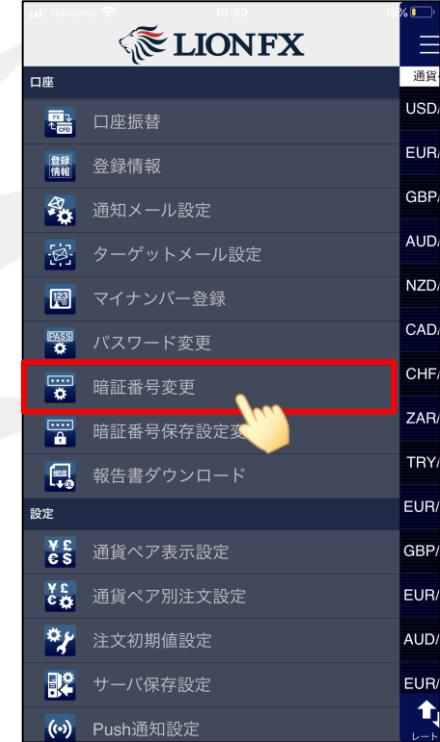 docomo 10:39 %
LION FX
口座
通貨
口座振替
USD/
登録情報
EUR/
通知メール設定
GBP/
ターゲットメール設定
AUD/
マイナンバー登録
NZD/
パスワード変更
CAD/
暗証番号変更
CHF/
暗証番号保存設定変
ZAR/
報告書ダウンロード
TRY/
設定
EUR/
通貨ペア表示設定
GBP/
通貨ペア別注文設定
EUR/
注文初期値設定
AUD/
サーバ保存設定
EUR/
Push通知設定
レート